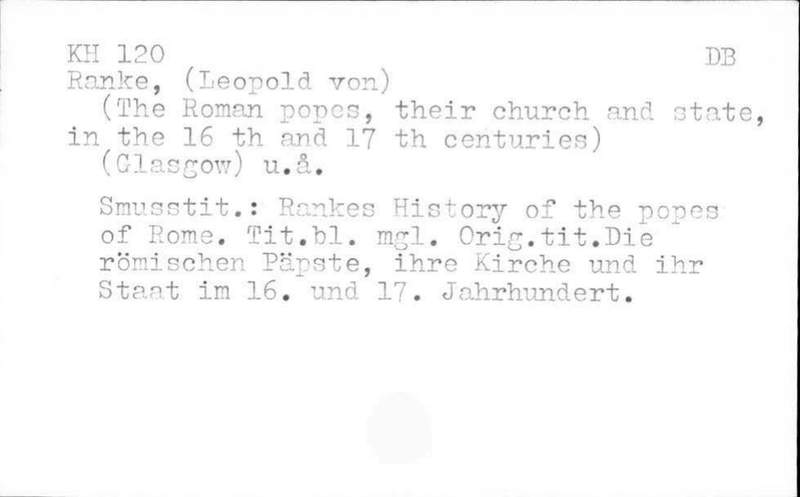 KH 120 DB
Ranke, (Leopold von)
(The Roman popes, their church and state,
in the 16 th and 17 th centuries)
(Glasgow) u.å.
Smusstit.: Rankes History of the popes
of Rome. Tit.bl. mgl. Orig.tit.Die
römischen Päpste, ihre Kirche und ihr
Staat im 16. und 17. Jahrhundert.